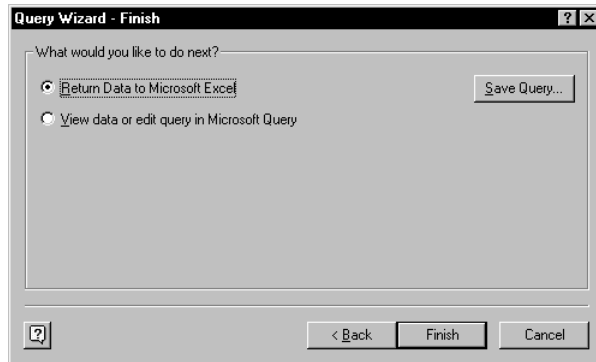 Query Wizard - Finish
What would you like to do next?
Return Data to Microsoft Excel
Save Query...
View data or edit query in Microsoft Query
< Back
Finish
Cancel